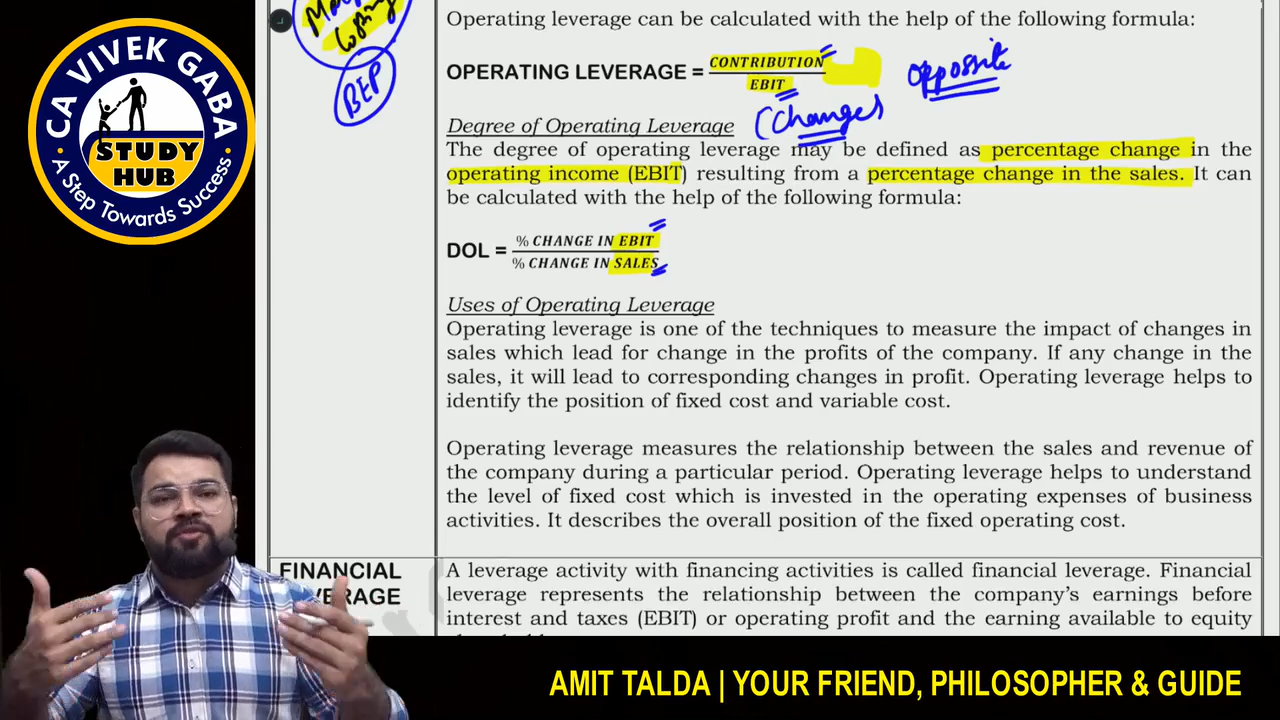 CA VIVEK GABA
STUDY
HUB
• A Step Towards Success •
Costing
BEP
Operating leverage can be calculated with the help of the following formula:
OPERATING LEVERAGE = CONTRIBUTION
EBIT
opposite
(Changes
Degree of Operating Leverage
The degree of operating leverage may be defined as percentage change in the
operating income (EBIT) resulting from a percentage change in the sales. It can
be calculated with the help of the following formula:
DOL = % CHANGE IN EBIT
% CHANGE IN SALES
Uses of Operating Leverage
Operating leverage is one of the techniques to measure the impact of changes in
sales which lead for change in the profits of the company. If any change in the
sales, it will lead to corresponding changes in profit. Operating leverage helps to
identify the position of fixed cost and variable cost.
Operating leverage measures the relationship between the sales and revenue of
the company during a particular period. Operating leverage helps to understand
the level of fixed cost which is invested in the operating expenses of business
activities. It describes the overall position of the fixed operating cost.
FINANCIAL
A leverage activity with financing activities is called financial leverage. Financial
leverage represents the relationship between the company's earnings before
interest and taxes (EBIT) or operating profit and the earning available to equity
AMIT TALDA | YOUR FRIEND, PHILOSOPHER & GUIDE